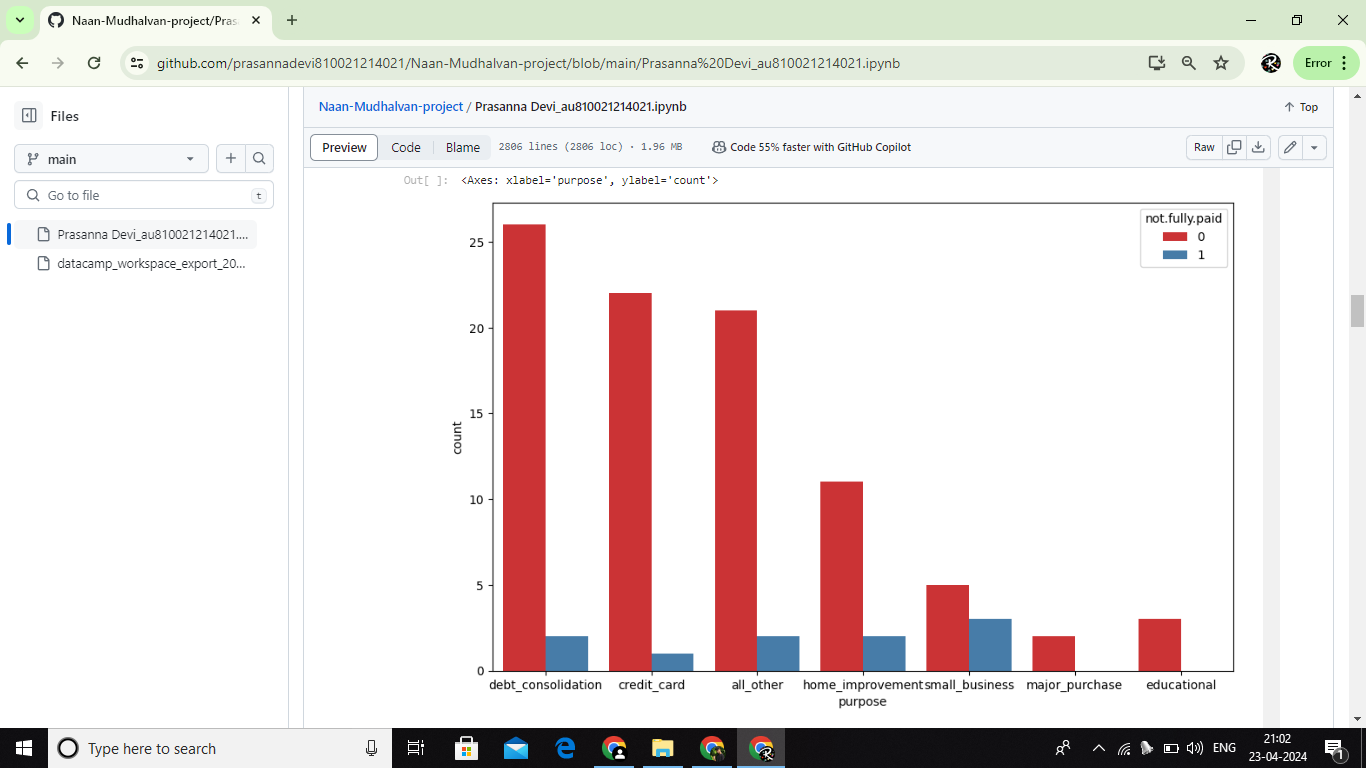 Naan-Mudhalvan-project/Pras
github.com/prasannadevi810021214021/Naan-Mudhalvan-project/blob/main/Prasanna%20Devi_au810021214021.ipynb
Error
Files
main
Go to file
t
Prasanna Devi_au810021214021....
datacamp_workspace_export_20...
Naan-Mudhalvan-project / Prasanna Devi_au810021214021.ipynb
Top
Preview Code Blame 2806 lines (2806 loc) · 1.96 MB Code 55% faster with GitHub Copilot Raw
Out[ ]: <Axes: xlabel='purpose', ylabel='count'>
not.fully.paid
0
1
25
20
15
10
5
0
count
debt_consolidation credit_card all_other home_improvement small_business major_purchase educational
purpose
Type here to search
ENG
21:02
23-04-2024
1